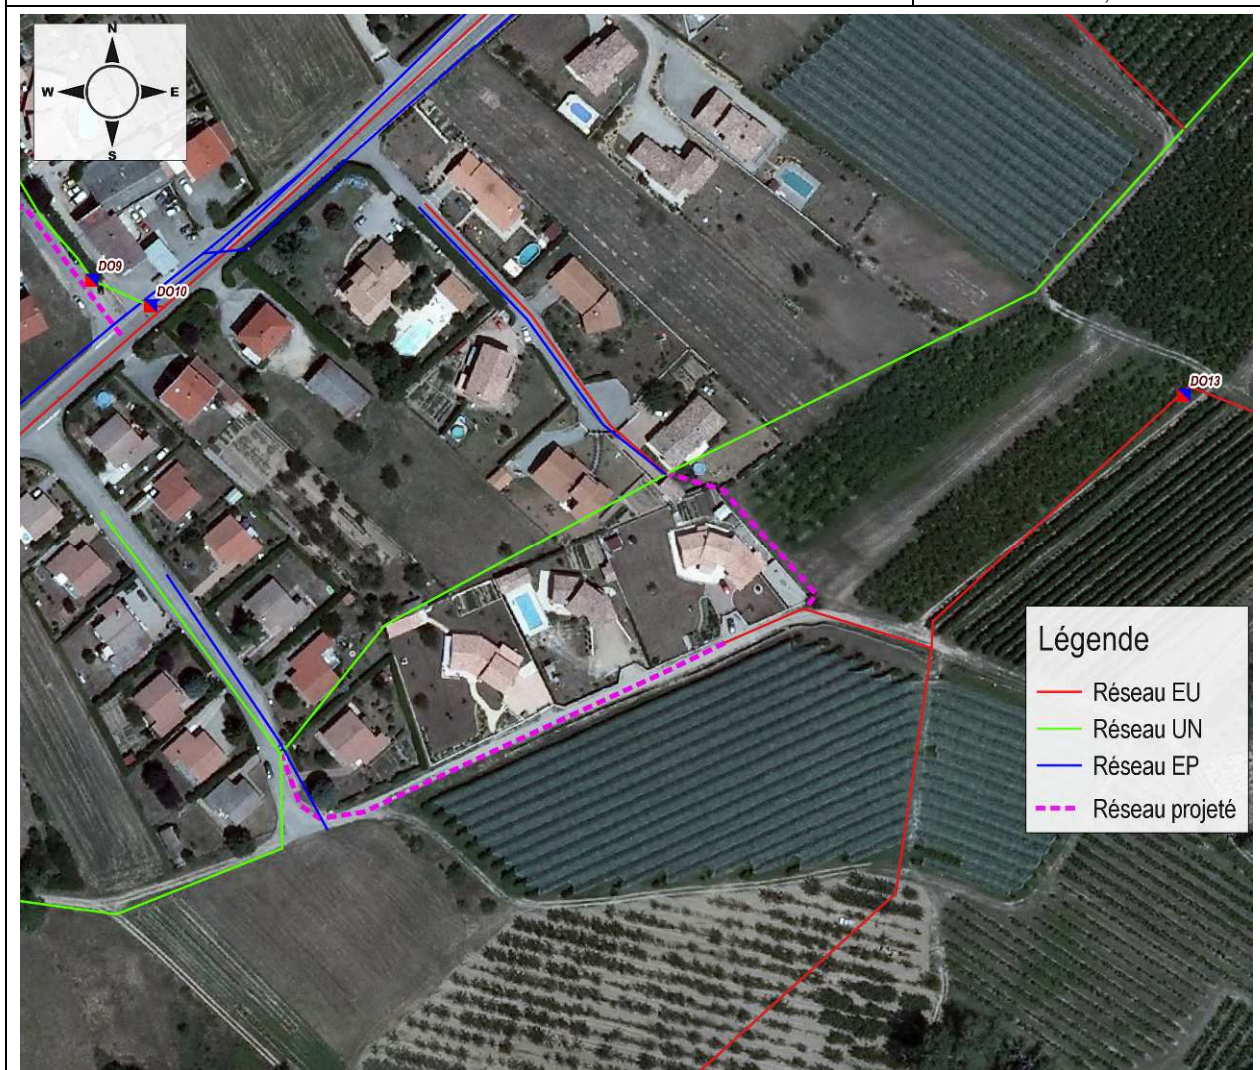 N
W E
S
DO9
DO10
DO13
Légende
Réseau EU
Réseau UN
Réseau EP
Réseau projeté